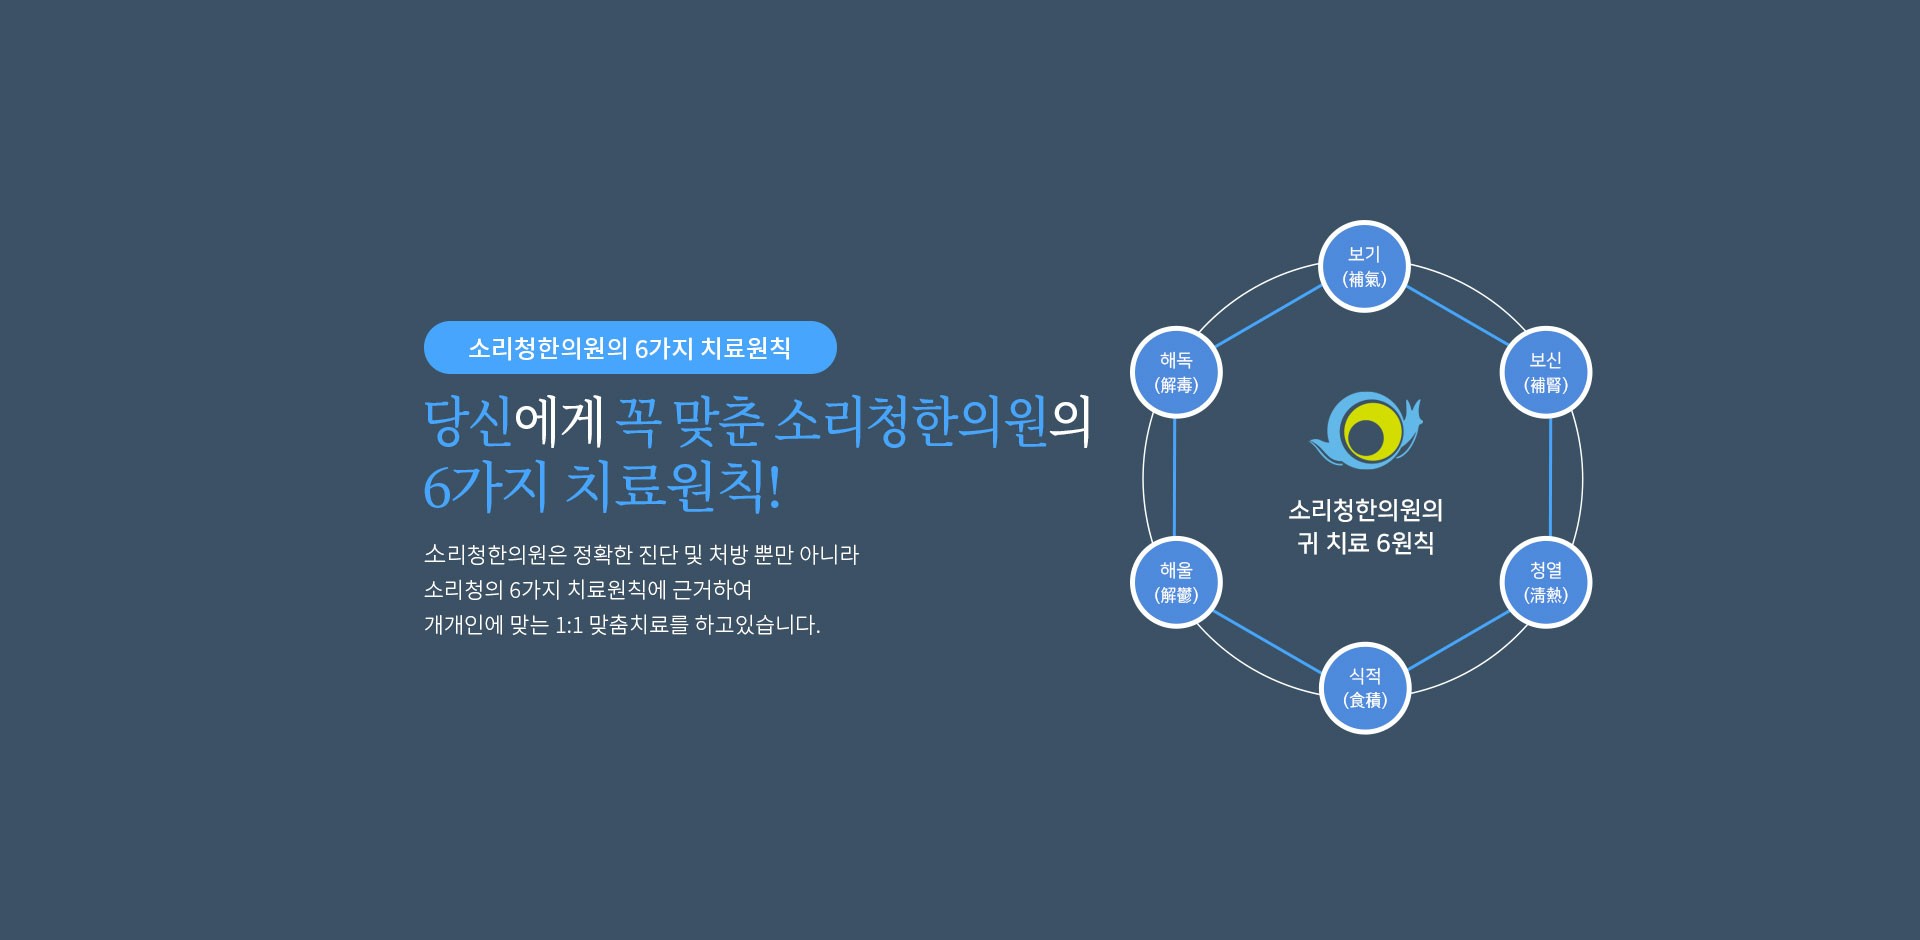 소리청한의원의 6가지 치료원칙
당신에게 꼭 맞춘 소리청한의원의
6가지 치료원칙!
소리청한의원은 정확한 진단 및 처방 뿐만 아니라
소리청의 6가지 치료원칙에 근거하여
개개인에 맞는 1:1 맞춤치료를 하고있습니다.
보기
(補氣)
보신
(補腎)
청열
(淸熱)
식적
(食積)
해울
(解鬱)
해독
(解毒)
소리청한의원의
귀 치료 6원칙